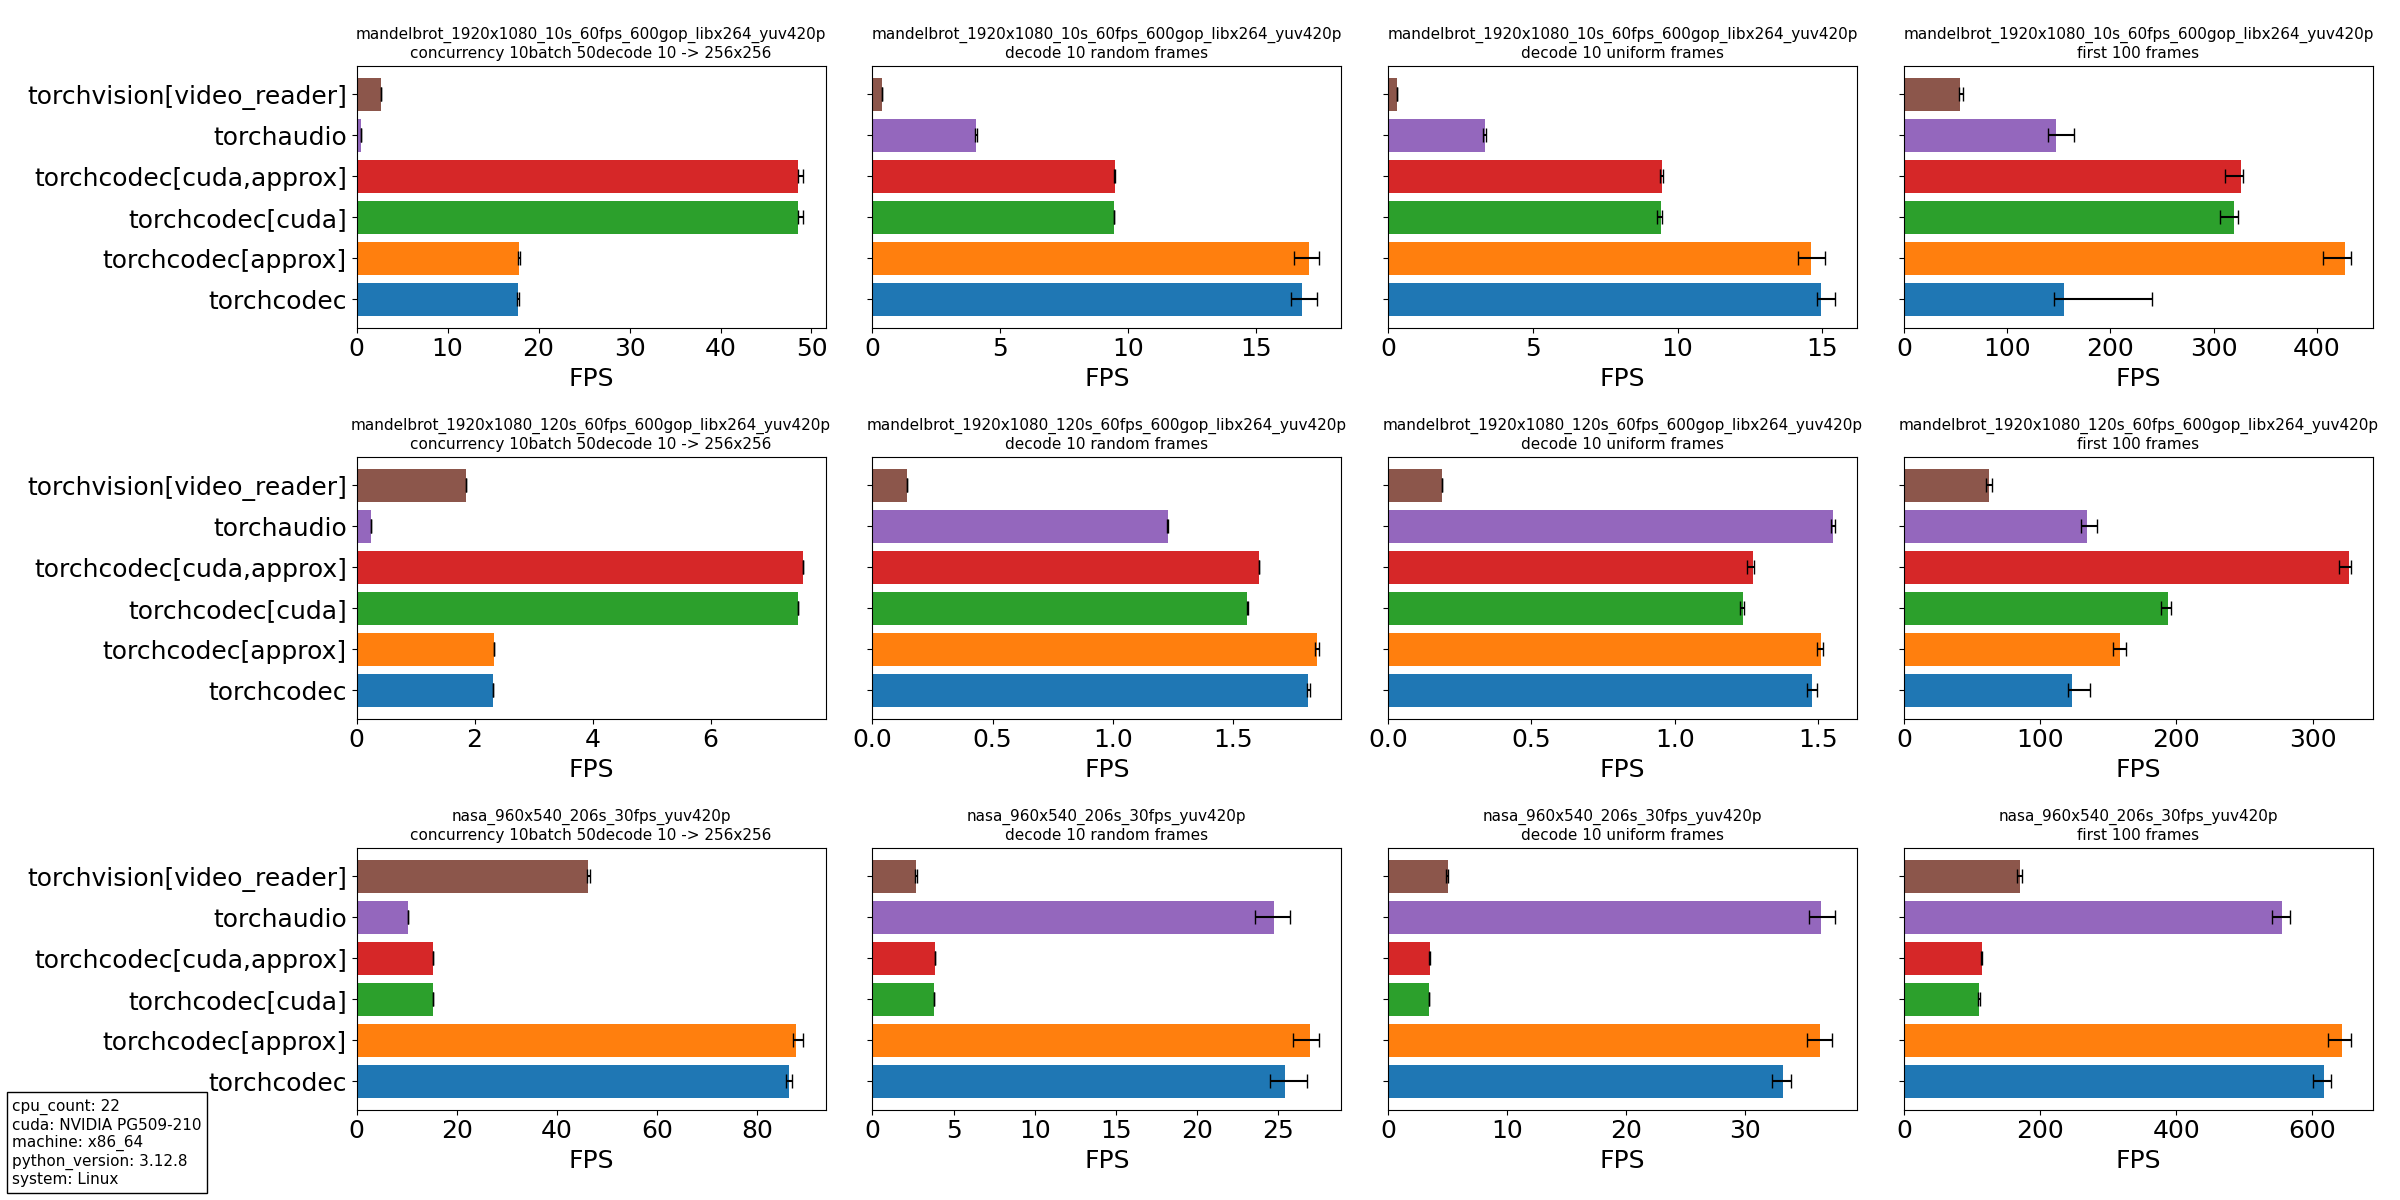 mandelbrot_1920x1080_10s_60fps_600gop_libx264_yuv420p
concurrency 10batch 50decode 10 -> 256x256
mandelbrot_1920x1080_10s_60fps_600gop_libx264_yuv420p
decode 10 random frames
mandelbrot_1920x1080_10s_60fps_600gop_libx264_yuv420p
decode 10 uniform frames
mandelbrot_1920x1080_10s_60fps_600gop_libx264_yuv420p
first 100 frames
torchvision[video_reader]
torchaudio
torchcodec[cuda,approx]
torchcodec[cuda]
torchcodec[approx]
torchcodec
0 10 20 30 40 50
FPS
0 5 10 15
FPS
0 5 10 15
FPS
0 100 200 300 400
FPS
mandelbrot_1920x1080_120s_60fps_600gop_libx264_yuv420p
concurrency 10batch 50decode 10 -> 256x256
mandelbrot_1920x1080_120s_60fps_600gop_libx264_yuv420p
decode 10 random frames
mandelbrot_1920x1080_120s_60fps_600gop_libx264_yuv420p
decode 10 uniform frames
mandelbrot_1920x1080_120s_60fps_600gop_libx264_yuv420p
first 100 frames
torchvision[video_reader]
torchaudio
torchcodec[cuda,approx]
torchcodec[cuda]
torchcodec[approx]
torchcodec
0 2 4 6
FPS
0.0 0.5 1.0 1.5
FPS
0.0 0.5 1.0 1.5
FPS
0 100 200 300
FPS
nasa_960x540_206s_30fps_yuv420p
concurrency 10batch 50decode 10 -> 256x256
nasa_960x540_206s_30fps_yuv420p
decode 10 random frames
nasa_960x540_206s_30fps_yuv420p
decode 10 uniform frames
nasa_960x540_206s_30fps_yuv420p
first 100 frames
torchvision[video_reader]
torchaudio
torchcodec[cuda,approx]
torchcodec[cuda]
torchcodec[approx]
torchcodec
0 20 40 60 80
FPS
0 5 10 15 20 25
FPS
0 10 20 30
FPS
0 200 400 600
FPS
cpu_count: 22
cuda: NVIDIA PG509-210
machine: x86_64
python_version: 3.12.8
system: Linux